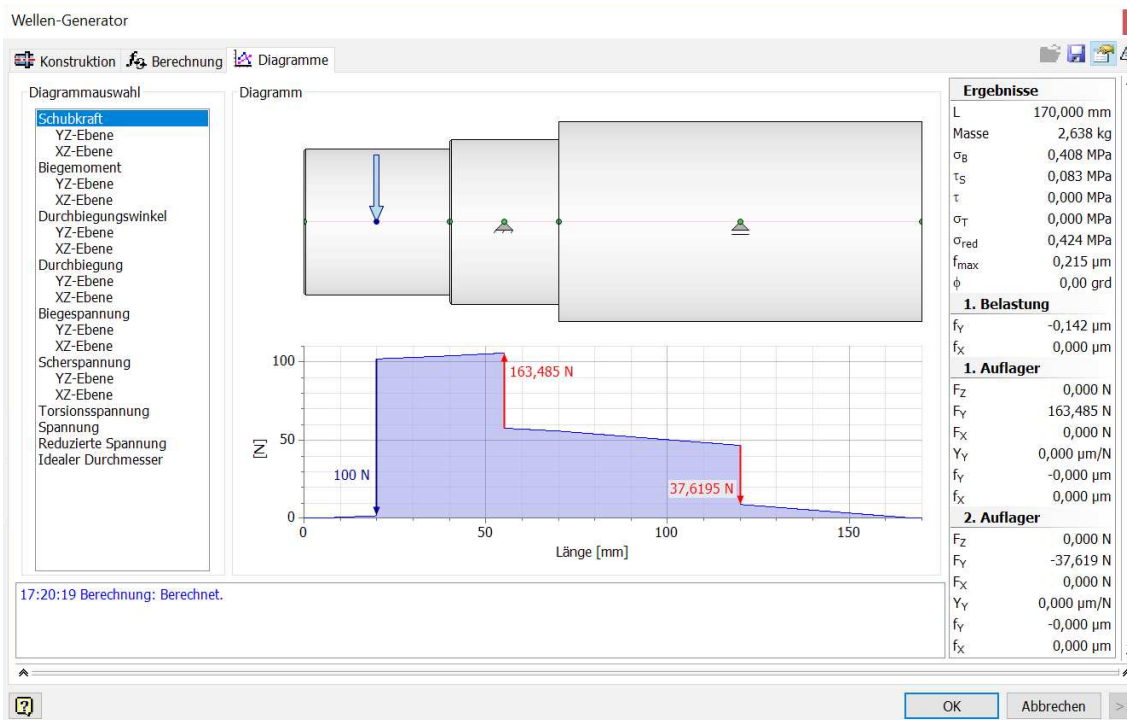 Wellen-Generator
Konstruktion
Berechnung
Diagramme
Diagrammauswahl
Schubkraft
YZ-Ebene
XZ-Ebene
Biegemoment
YZ-Ebene
XZ-Ebene
Durchbiegungswinkel
YZ-Ebene
XZ-Ebene
Durchbiegung
YZ-Ebene
XZ-Ebene
Biegespannung
YZ-Ebene
XZ-Ebene
Scherspannung
YZ-Ebene
XZ-Ebene
Torsionsspannung
Spannung
Reduzierte Spannung
Idealer Durchmesser
Diagramm
100
50
0
[N]
163,485 N
100 N
37,6195 N
0 50 100 150
Länge [mm]
Ergebnisse
L 170,000 mm
Masse 2,638 kg
σB 0,408 MPa
τS 0,083 MPa
τ 0,000 MPa
σT 0,000 MPa
σred 0,424 MPa
fmax 0,215 µm
ϕ 0,00 grd
1. Belastung
fY -0,142 µm
fX 0,000 µm
1. Auflager
FZ 0,000 N
FY 163,485 N
FX 0,000 N
YY 0,000 µm/N
fY -0,000 µm
fX 0,000 µm
2. Auflager
FZ 0,000 N
FY -37,619 N
FX 0,000 N
YY 0,000 µm/N
fY -0,000 µm
fX 0,000 µm
17:20:19 Berechnung: Berechnet.
OK
Abbrechen
>